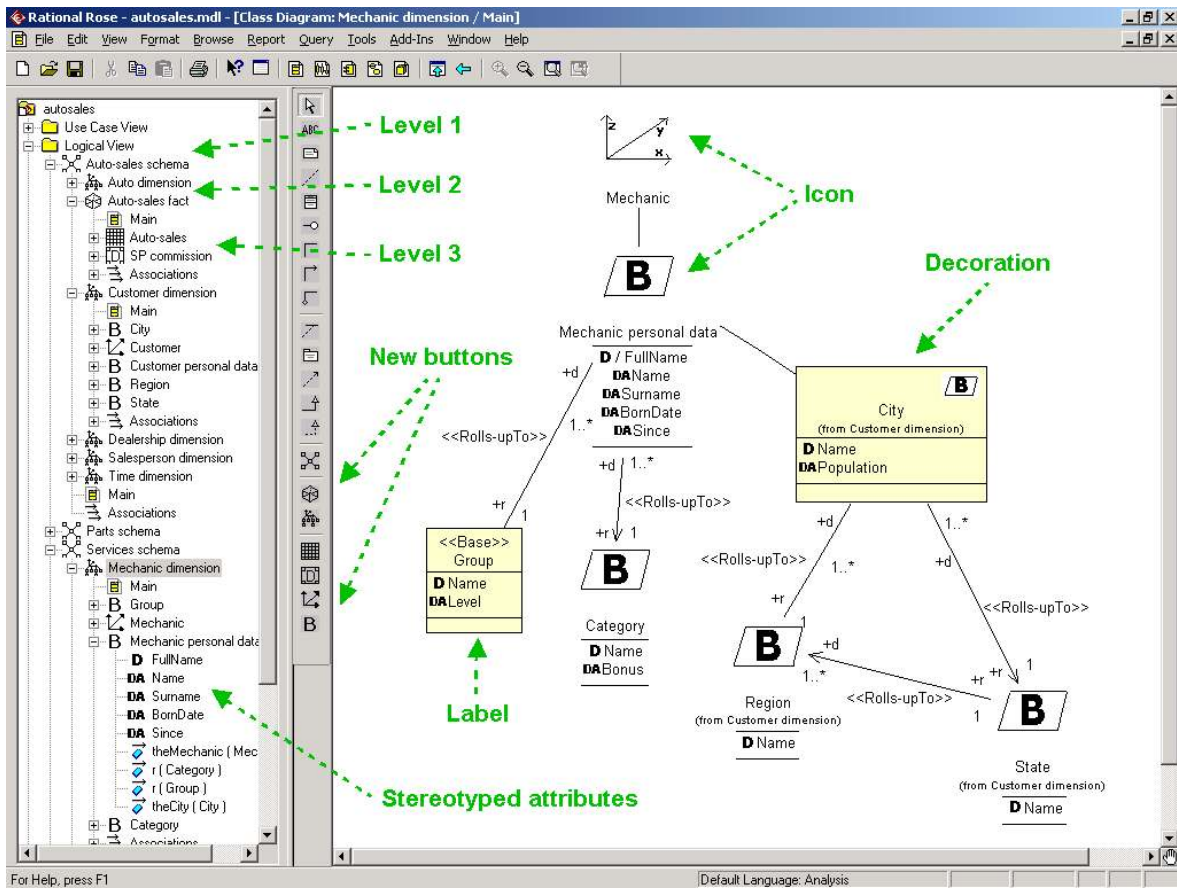 Rational Rose - autosales.mdl - [Class Diagram: Mechanic dimension / Main]
File Edit View Format Browse Report Query Tools Add-Ins Window Help
autosales
Use Case View
Logical View
Auto-sales schema
Auto dimension
Auto-sales fact
Main
Auto-sales
SP commission
Associations
Customer dimension
Main
B City
Customer
B Customer personal data
B Region
B State
Associations
Dealership dimension
Salesperson dimension
Time dimension
Main
Associations
Parts schema
Services schema
Mechanic dimension
Main
B Group
Mechanic
B Mechanic personal data
D FullName
DA Name
DA Surname
DA BornDate
DA Since
theMechanic ( Mec
r ( Category )
r ( Group )
theCity ( City )
B Category
Associations
ABC
[D]
B
Level 1
Level 2
Level 3
New buttons
Label
Stereotyped attributes
Icon
Decoration
z y
x
Mechanic
B
Mechanic personal data
D / FullName
DA Name
DA Surname
DA BornDate
DA Since
+d
1..*
<<Rolls-upTo>>
+r
1
<<Base>>
Group
D Name
DA Level
+d 1..*
<<Rolls-upTo>>
+r 1
B
Category
D Name
DA Bonus
B
City
(from Customer dimension)
D Name
DA Population
+d
1..*
<<Rolls-upTo>>
+r
1
1..*
+d
<<Rolls-upTo>>
+r
1
B
Region
(from Customer dimension)
D Name
+d
1..*
<<Rolls-upTo>>
+r
1
B
State
(from Customer dimension)
D Name
For Help, press F1
Default Language: Analysis